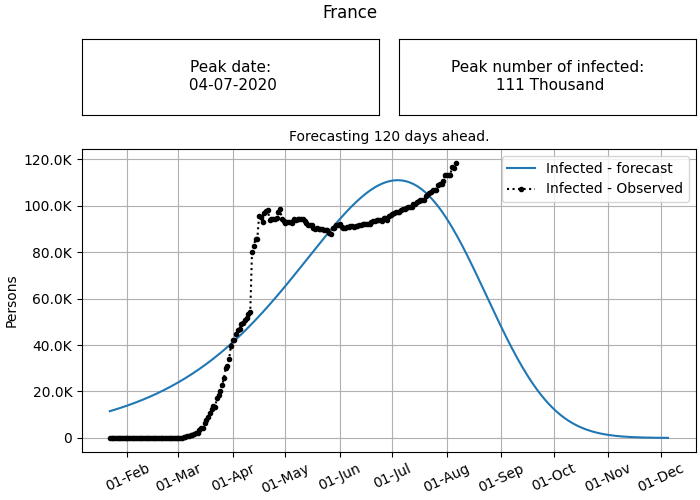 France
Peak date:
04-07-2020
Peak number of infected:
111 Thousand
Forecasting 120 days ahead.
120.0K
100.0K
80.0K
60.0K
40.0K
20.0K
0
Persons
Infected - forecast
Infected - Observed
01-Feb
01-Mar
01-Apr
01-May
01-Jun
01-Jul
01-Aug
01-Sep
01-Oct
01-Nov
01-Dec